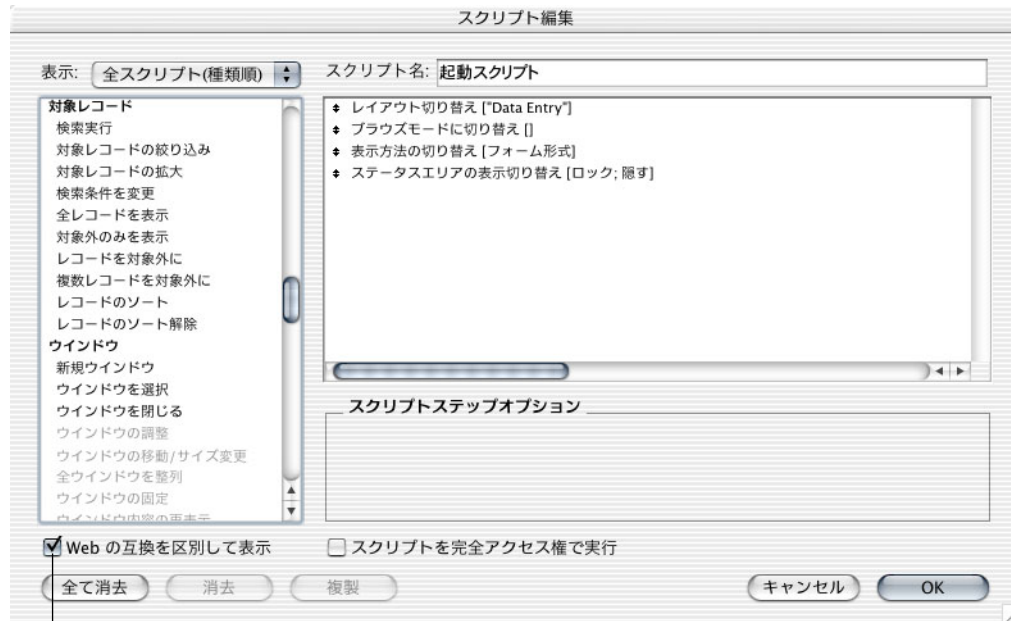 スクリプト編集
表示: 全スクリプト(種類順)
スクリプト名: 起動スクリプト
対象レコード
検索実行
対象レコードの絞り込み
対象レコードの拡大
検索条件を変更
全レコードを表示
対象外のみを表示
レコードを対象外に
複数レコードを対象外に
レコードのソート
レコードのソート解除
ウインドウ
新規ウインドウ
ウインドウを選択
ウインドウを閉じる
ウインドウの調整
ウインドウの移動/サイズ変更
全ウインドウを整列
ウインドウの固定
ウインドウ内容の再表示
レイアウト切り替え ["Data Entry"]
ブラウズモードに切り替え []
表示方法の切り替え [フォーム形式]
ステータスエリアの表示切り替え [ロック; 隠す]
スクリプトステップオプション
Web の互換を区別して表示
スクリプトを完全アクセス権で実行
全て消去
消去
複製
キャンセル
OK